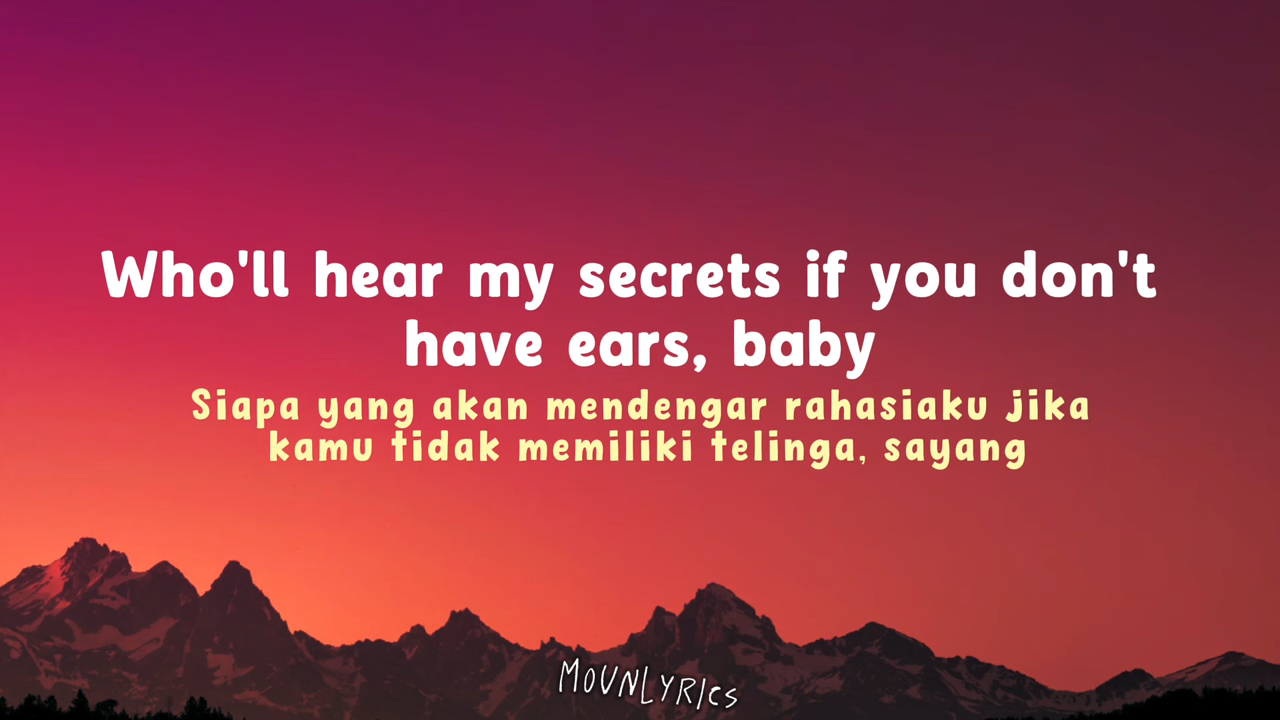 Who'll hear my secrets if you don't
have ears, baby
Siapa yang akan mendengar rahasiaku jika
kamu tidak memiliki telinga, sayang
MOVNLYRIcs